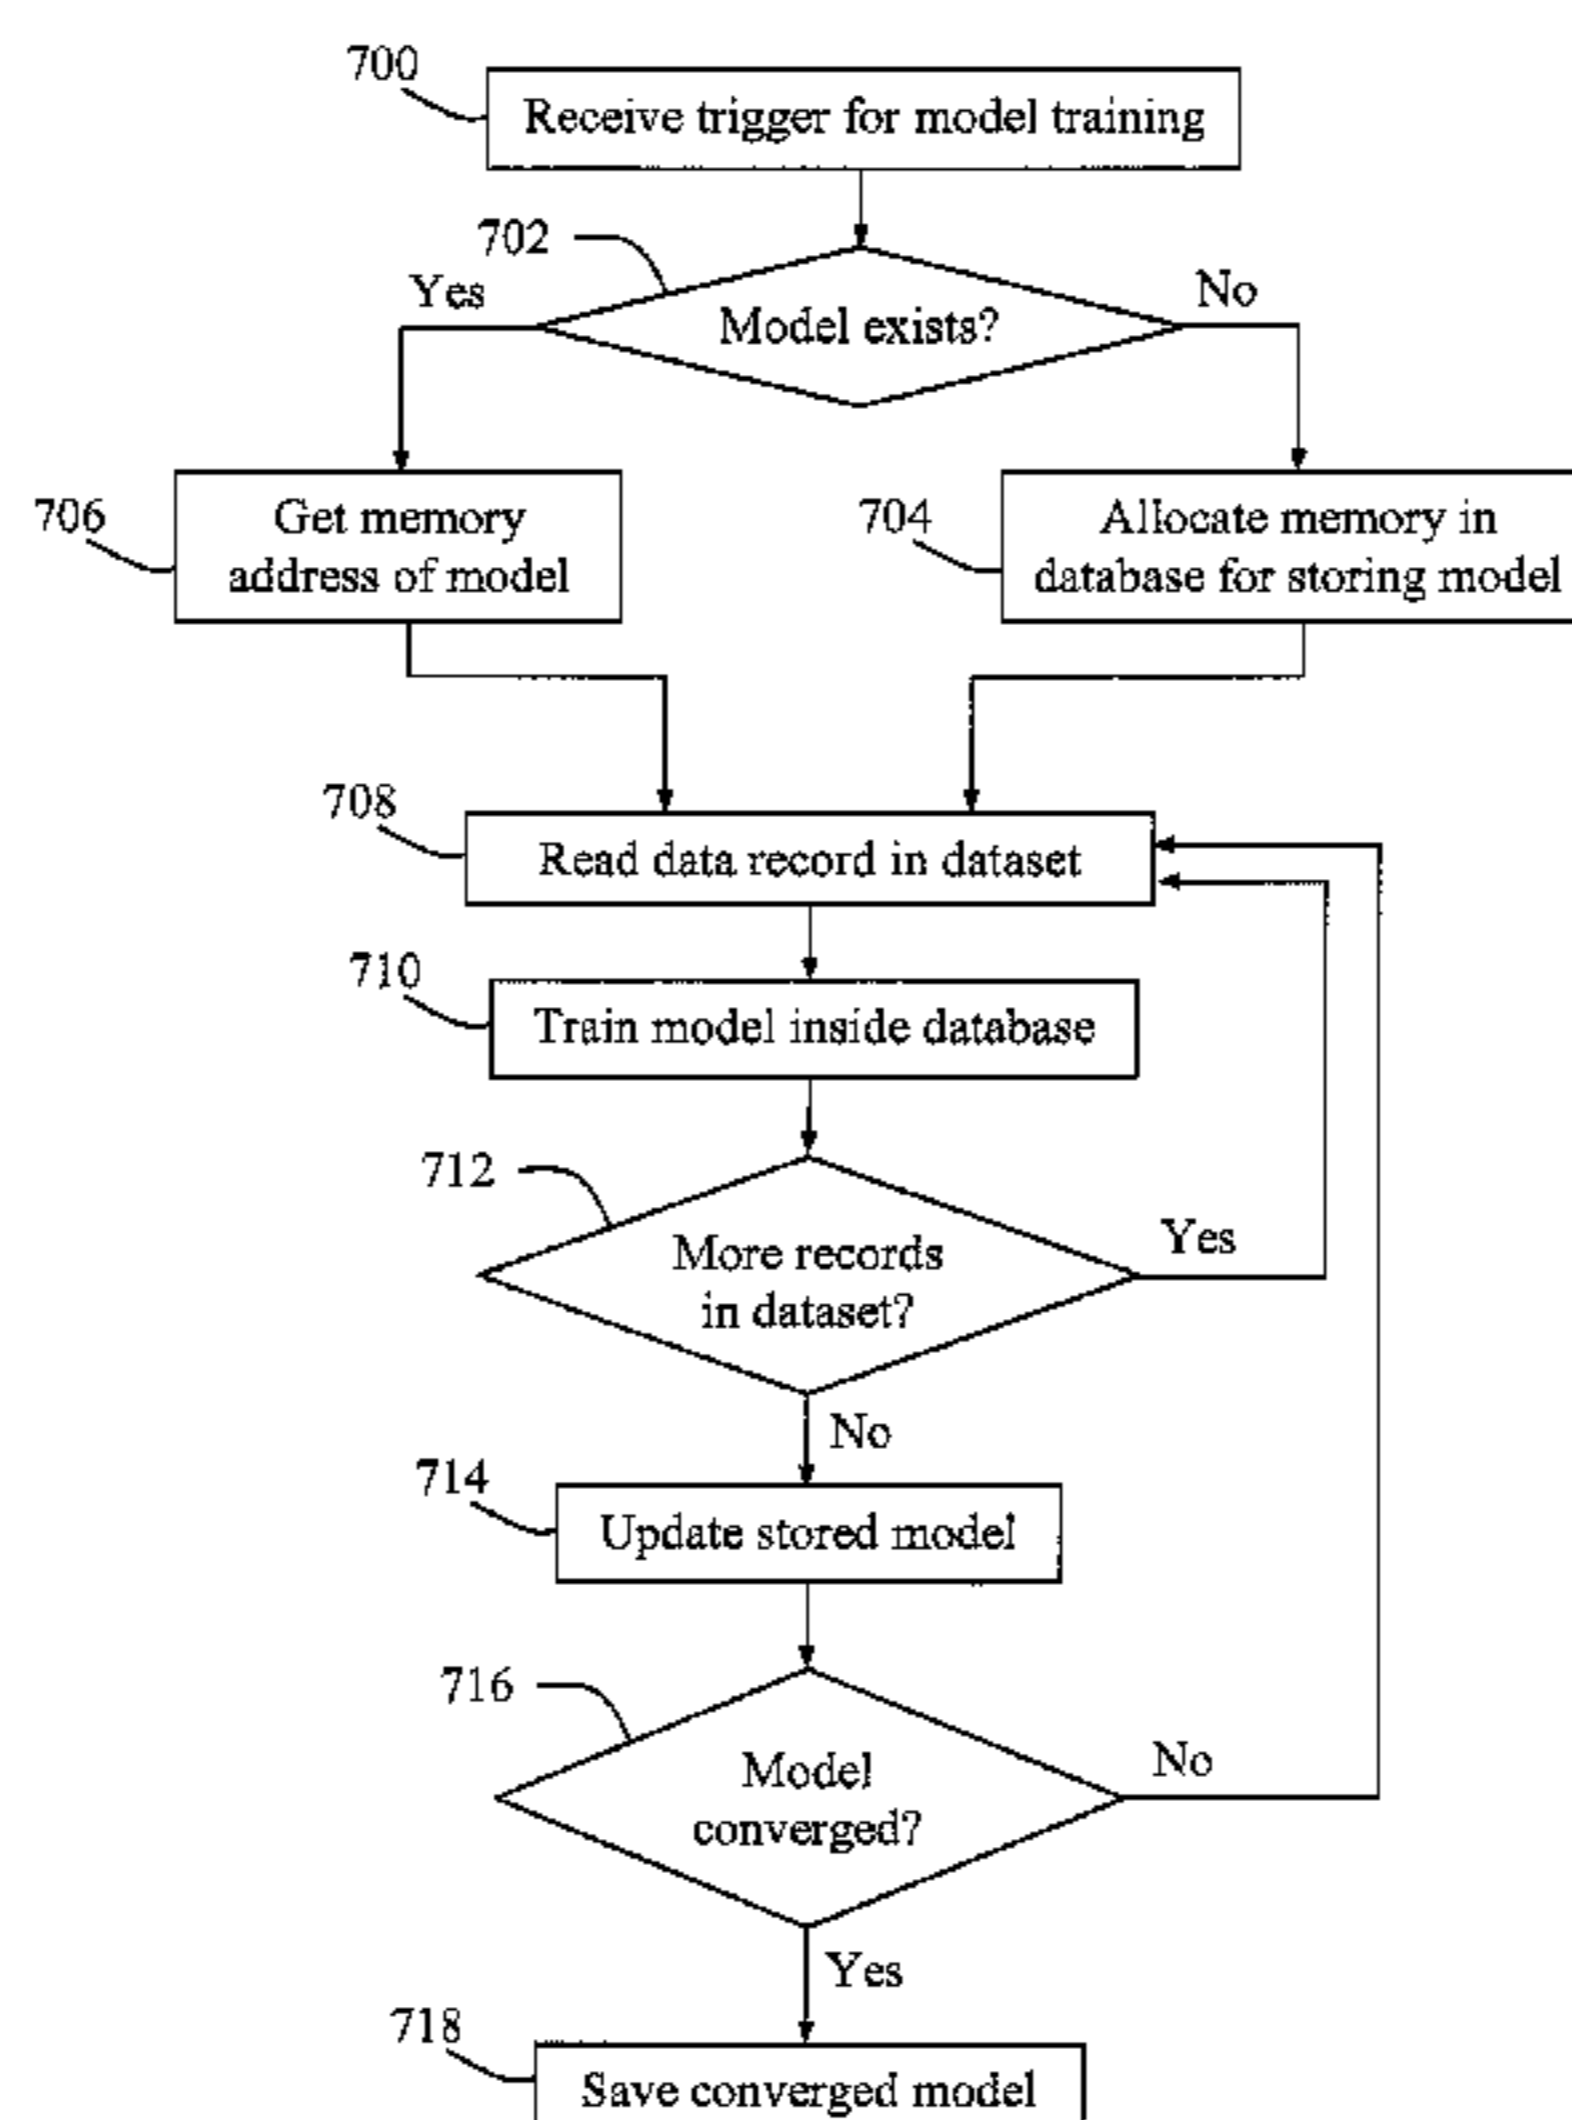 700
Receive trigger for model training
702
Yes
No
Model exists?
706
Get memory
address of model
704
Allocate memory in
database for storing model
708
Read data record in dataset
710
Train model inside database
712
More records
in dataset?
Yes
No
714
Update stored model
716
Model
converged?
No
Yes
718
Save converged model